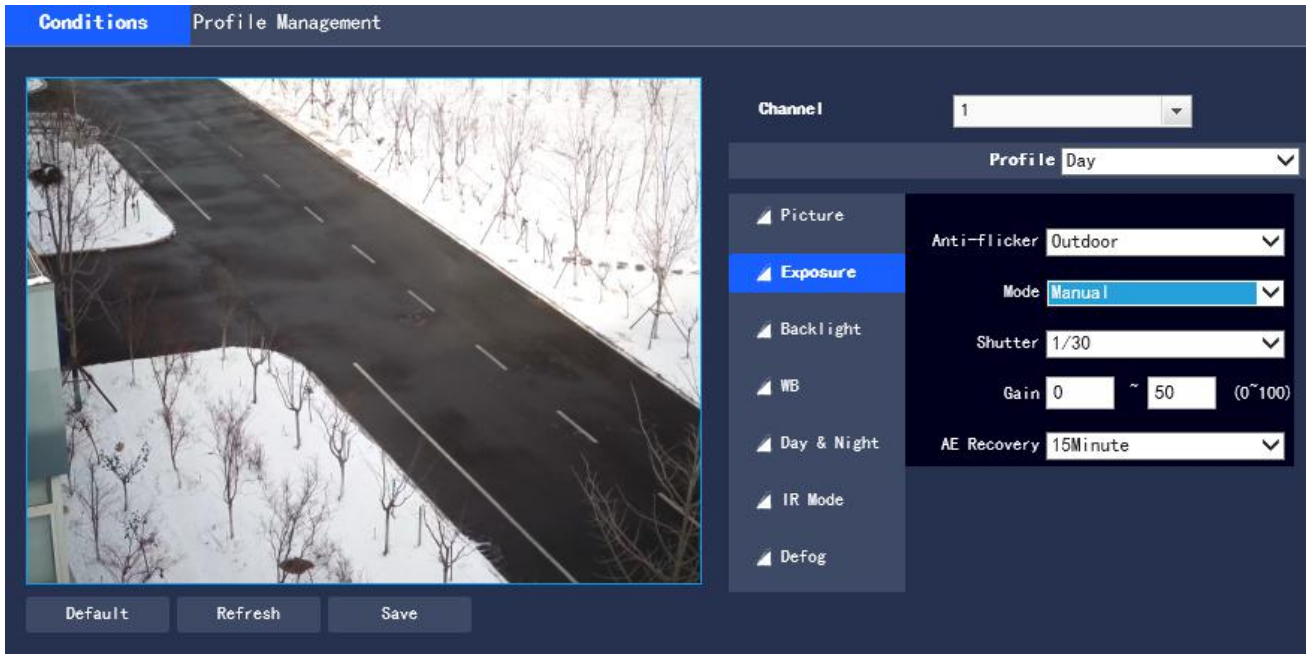 Conditions Profile Management
Channel 1
Profile Day
Picture
Exposure
Backlight
WB
Day & Night
IR Mode
Defog
Anti-flicker Outdoor
Mode Manual
Shutter 1/30
Gain 0 ~ 50 (0~100)
AE Recovery 15Minute
Default Refresh Save